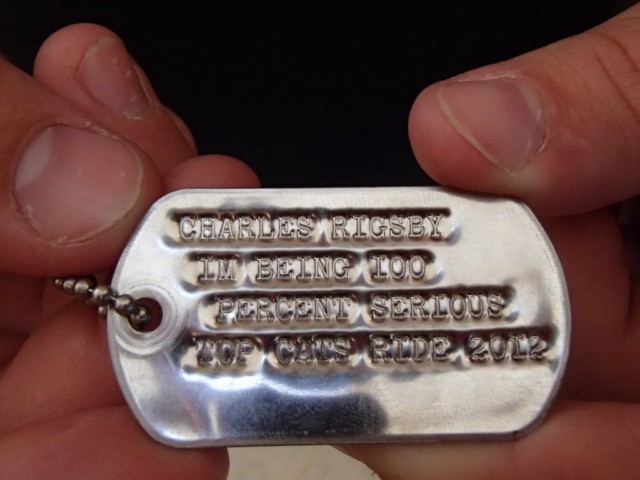 CHARLES RIGSBY
IM BEING 100
PERCENT SERIOUS
TOP CATS RIDE 2012